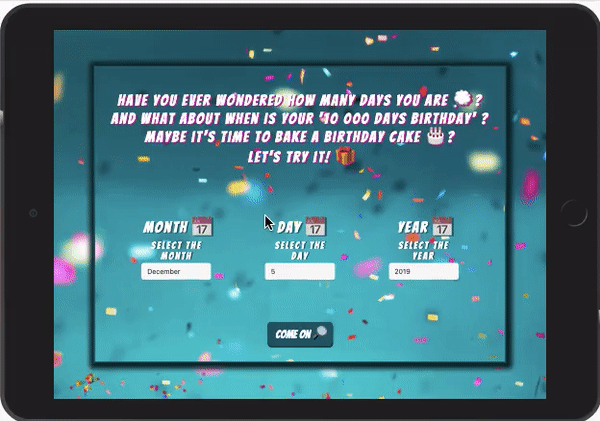 HAVE YOU EVER WONDERED HOW MANY DAYS YOU ARE 💭 ?
AND WHAT ABOUT WHEN IS YOUR '10 000 DAYS BIRTHDAY' ?
MAYBE IT'S TIME TO BAKE A BIRTHDAY CAKE 🎂 ?
LET'S TRY IT! 🎁
MONTH 📅 DAY 📅 YEAR 📅
SELECT THE MONTH SELECT THE DAY SELECT THE YEAR
December 5 2019
COME ON 🔎